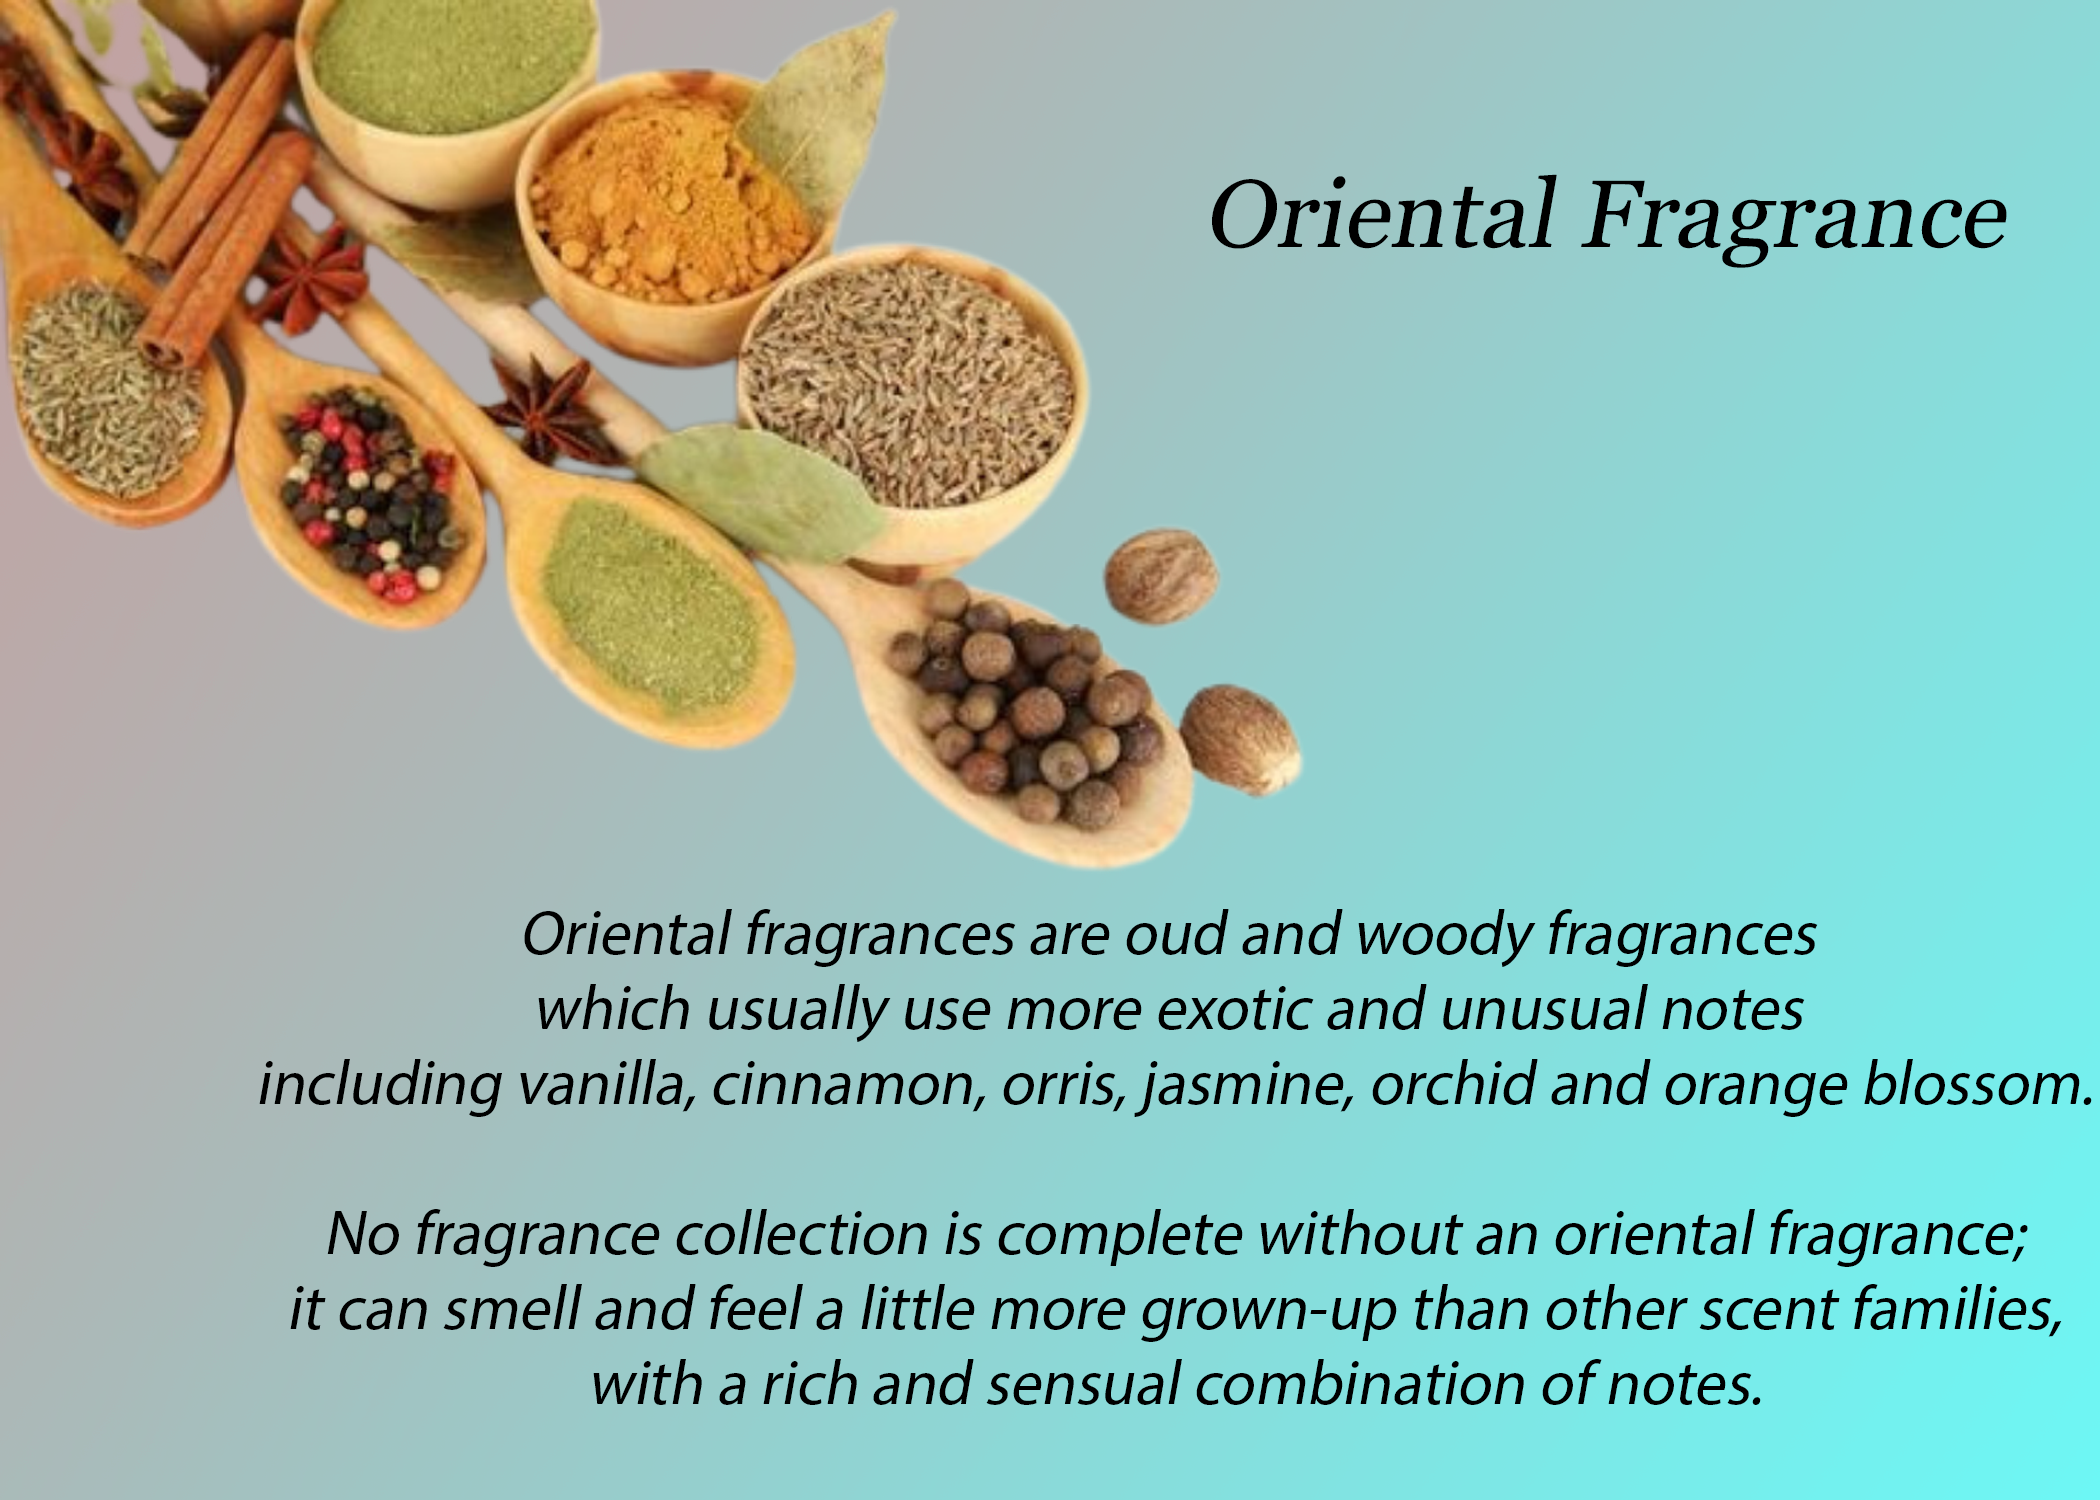 Oriental Fragrance
Oriental fragrances are oud and woody fragrances
which usually use more exotic and unusual notes
including vanilla, cinnamon, orris, jasmine, orchid and orange blossom.
No fragrance collection is complete without an oriental fragrance;
it can smell and feel a little more grown-up than other scent families,
with a rich and sensual combination of notes.